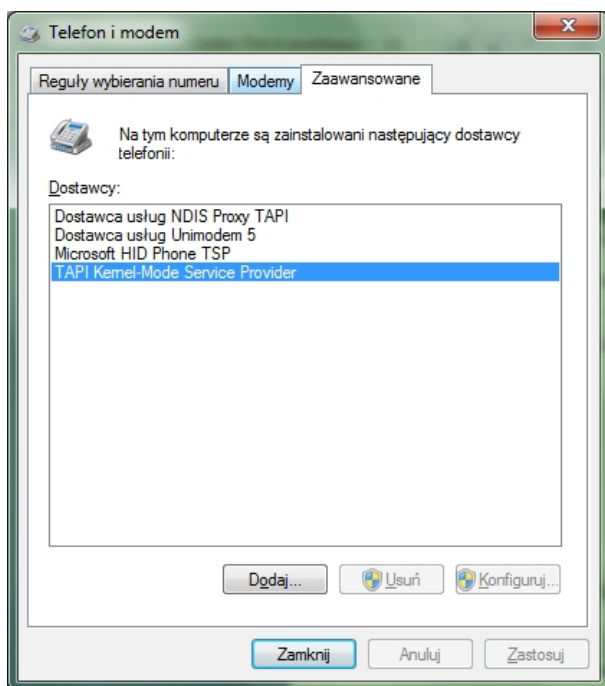 Telefon i modem
Reguły wybierania numeru
Modemy
Zaawansowane
Na tym komputerze są zainstalowani następujący dostawcy
telefonii:
Dostawcy:
Dostawca usług NDIS Proxy TAPI
Dostawca usług Unimodem 5
Microsoft HID Phone TSP
TAPI Kernel-Mode Service Provider
Dodaj...
Usuń
Konfiguruj...
Zamknij
Anuluj
Zastosuj